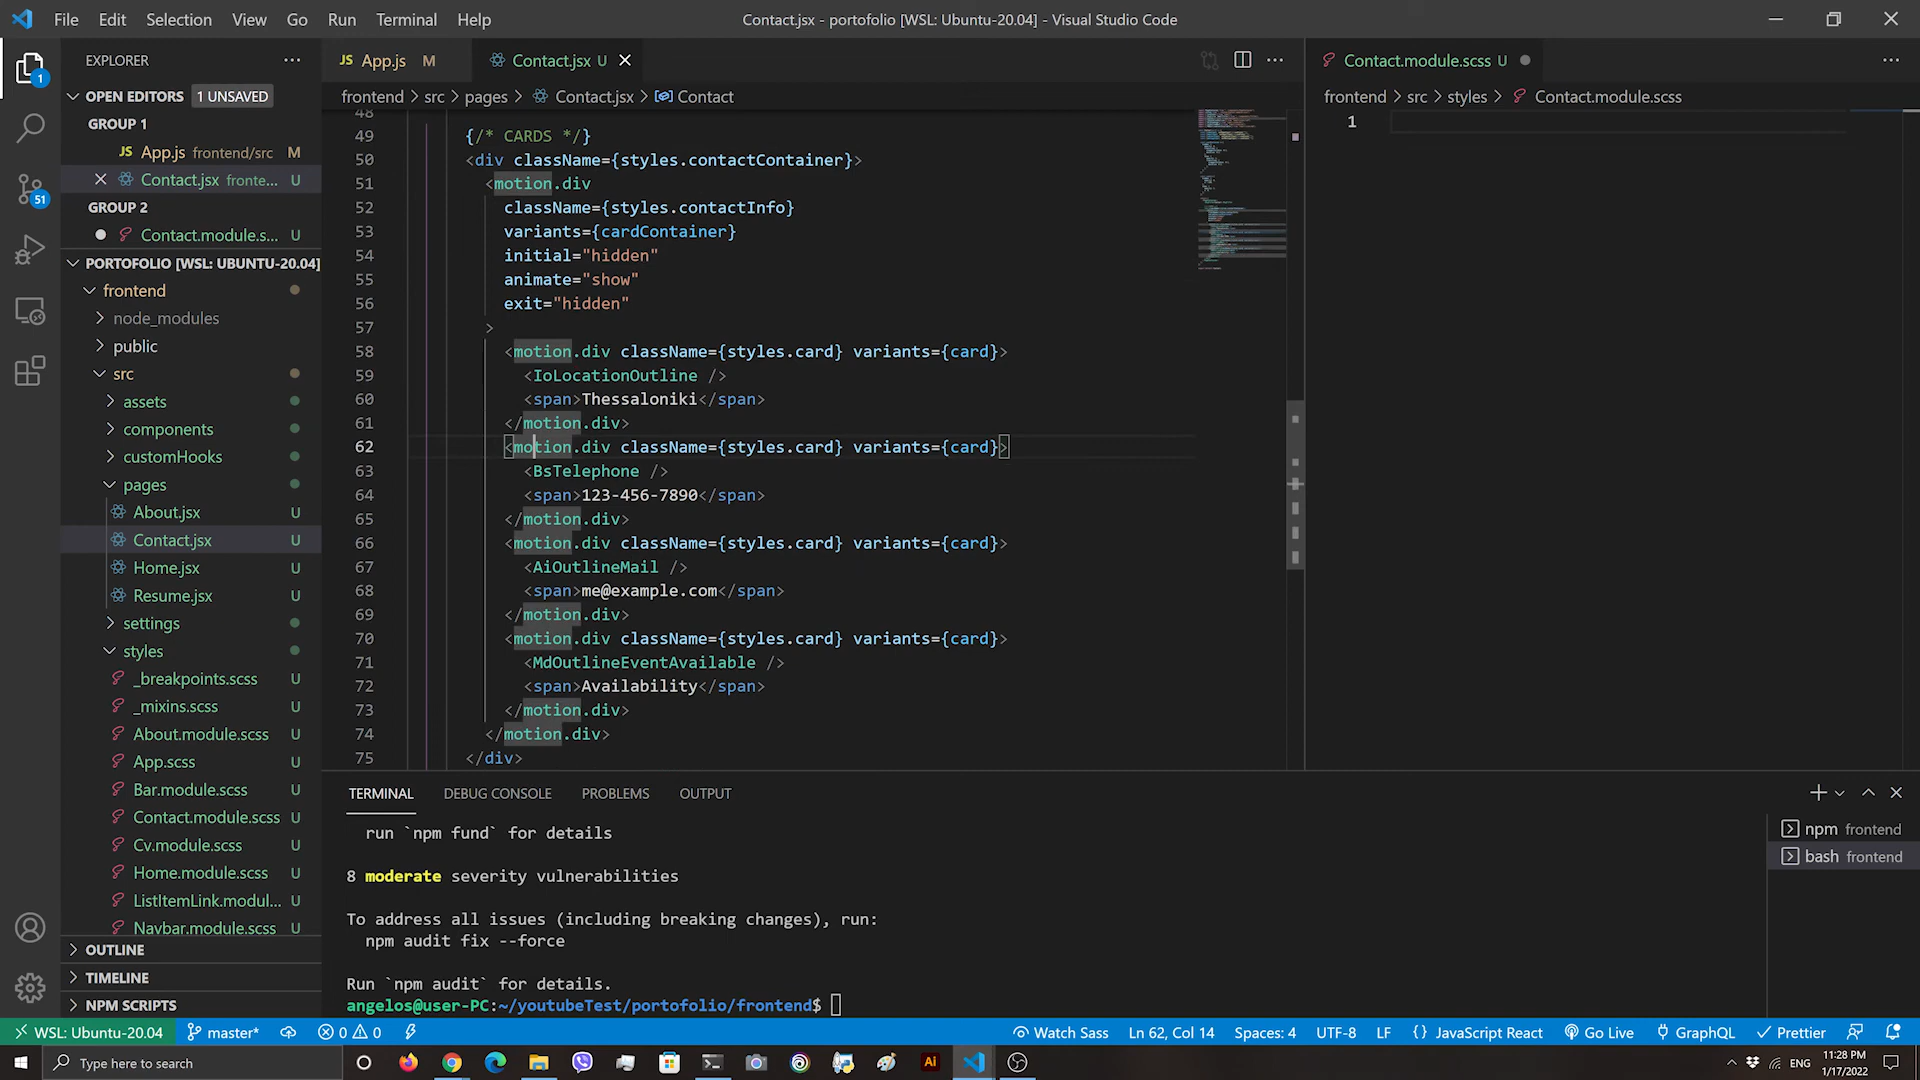 File Edit Selection View Go Run Terminal Help
Contact.jsx - portofolio [WSL: Ubuntu-20.04] - Visual Studio Code
EXPLORER
OPEN EDITORS 1 UNSAVED
GROUP 1
JS App.js frontend/src M
Contact.jsx fronte... U
GROUP 2
Contact.module.s... U
PORTOFOLIO [WSL: UBUNTU-20.04]
frontend
node_modules
public
src
assets
components
customHooks
pages
About.jsx U
Contact.jsx U
Home.jsx U
Resume.jsx U
settings
styles
_breakpoints.scss U
_mixins.scss U
About.module.scss U
App.scss U
Bar.module.scss U
Contact.module.scss U
Cv.module.scss U
Home.module.scss U
ListItemLink.modul... U
Navbar.module.scss U
OUTLINE
TIMELINE
NPM SCRIPTS
1
51
JS App.js M
Contact.jsx U
frontend > src > pages > Contact.jsx > Contact
48
49 {/* CARDS */}
50 <div className={styles.contactContainer}>
51 <motion.div
52 className={styles.contactInfo}
53 variants={cardContainer}
54 initial="hidden"
55 animate="show"
56 exit="hidden"
57 >
58 <motion.div className={styles.card} variants={card}>
59 <IoLocationOutline />
60 <span>Thessaloniki</span>
61 </motion.div>
62 <motion.div className={styles.card} variants={card}>
63 <BsTelephone />
64 <span>123-456-7890</span>
65 </motion.div>
66 <motion.div className={styles.card} variants={card}>
67 <AiOutlineMail />
68 <span>me@example.com</span>
69 </motion.div>
70 <motion.div className={styles.card} variants={card}>
71 <MdOutlineEventAvailable />
72 <span>Availability</span>
73 </motion.div>
74 </motion.div>
75 </div>
Contact.module.scss U
frontend > src > styles > Contact.module.scss
1
TERMINAL DEBUG CONSOLE PROBLEMS OUTPUT
run `npm fund` for details
8 moderate severity vulnerabilities
To address all issues (including breaking changes), run:
npm audit fix --force
Run `npm audit` for details.
angelos@user-PC:~/youtubeTest/portofolio/frontend$
npm frontend
bash frontend
WSL: Ubuntu-20.04 master* 0 0
Watch Sass Ln 62, Col 14 Spaces: 4 UTF-8 LF {} JavaScript React Go Live GraphQL Prettier
Type here to search
Ai
ENG
11:28 PM
1/17/2022